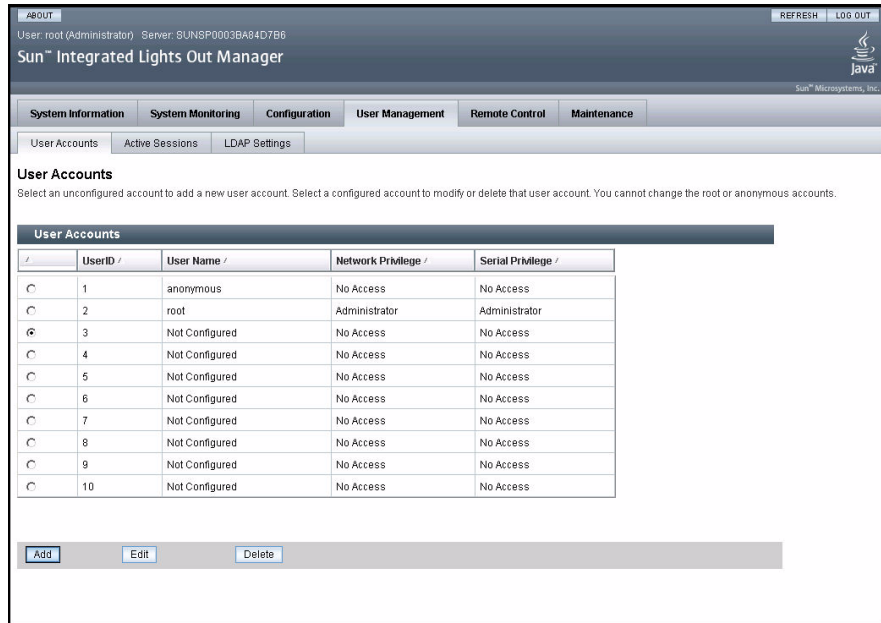 ABOUT REFRESH LOG OUT
User: root (Administrator) Server: SUNSP0003BA84D7B6
Sun™ Integrated Lights Out Manager
Java™
Sun™ Microsystems, Inc.
System Information System Monitoring Configuration User Management Remote Control Maintenance
User Accounts Active Sessions LDAP Settings
User Accounts
Select an unconfigured account to add a new user account. Select a configured account to modify or delete that user account. You cannot change the root or anonymous accounts.
User Accounts
UserID User Name Network Privilege Serial Privilege
1 anonymous No Access No Access
2 root Administrator Administrator
3 Not Configured No Access No Access
4 Not Configured No Access No Access
5 Not Configured No Access No Access
6 Not Configured No Access No Access
7 Not Configured No Access No Access
8 Not Configured No Access No Access
9 Not Configured No Access No Access
10 Not Configured No Access No Access
Add Edit Delete